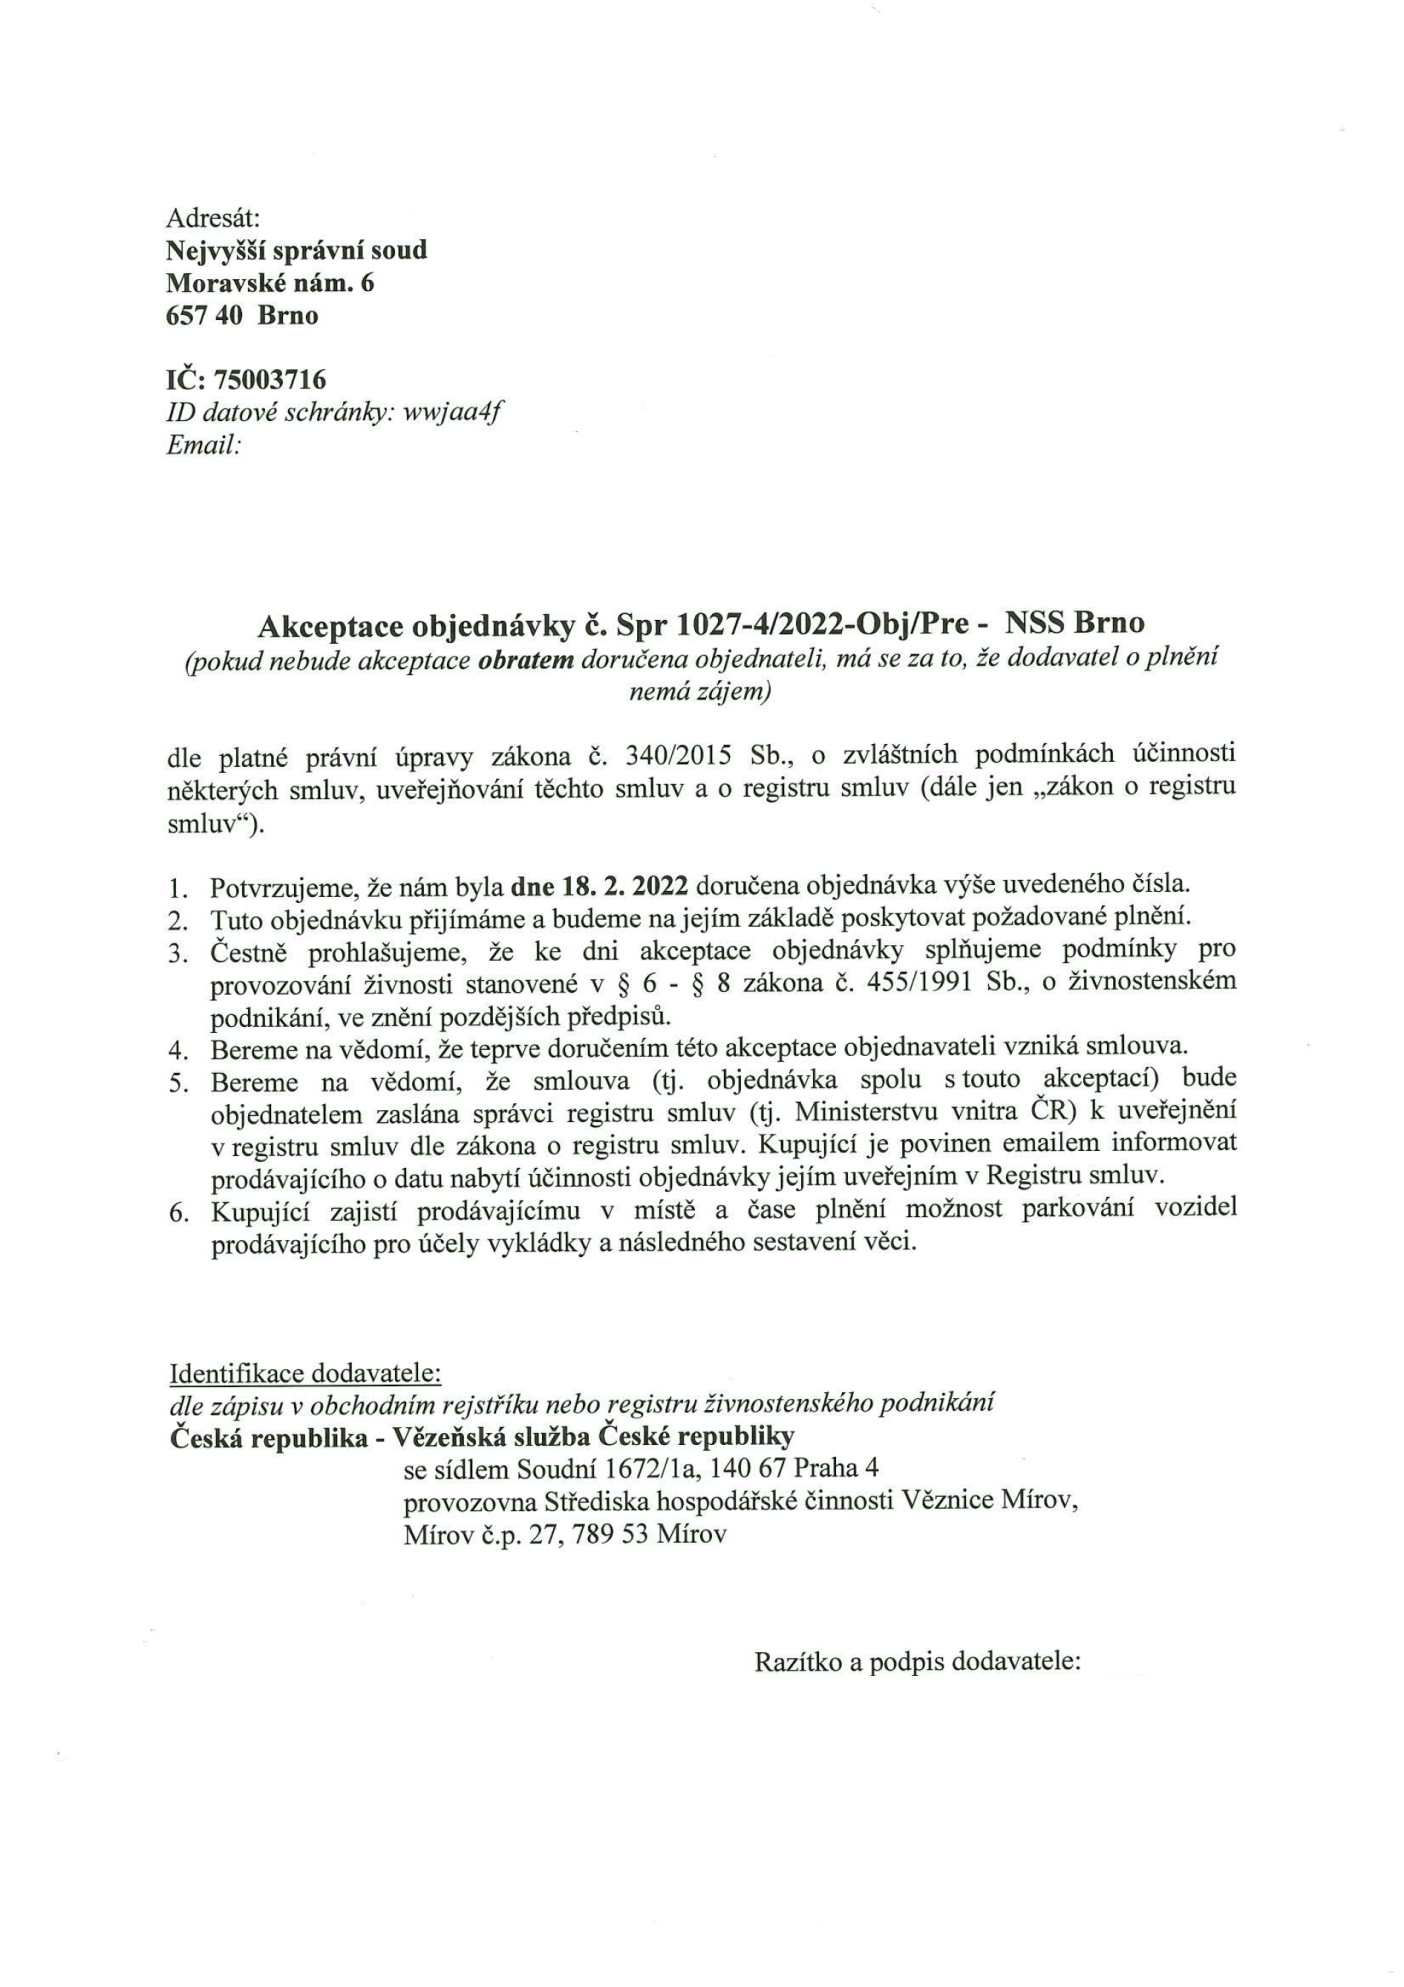 Adresát:
Nejvyšší správní soud
Moravské nám. 6
657 40 Brno
IČ: 75003716
ID datové schránky: wwjaa4f
Email:
Akceptace objednávky č. Spr 1027-4/2022-Obj/Pre - NSS Brno
(pokud nebude akceptace obratem doručena objednateli, má se za to, že dodavatel o plnění
nemá zájem)
dle platné právní úpravy zákona č. 340/2015 Sb., o zvláštních podmínkách účinnosti
některých smluv, uveřejňování těchto smluv a o registru smluv (dále jen „zákon o registru
smluv“).
1. Potvrzujeme, že nám byla dne 18. 2. 2022 doručena objednávka výše uvedeného čísla.
2. Tuto objednávku přijímáme a budeme na jejím základě poskytovat požadované plnění.
3. Čestně prohlašujeme, že ke dni akceptace objednávky splňujeme podmínky pro
provozování živnosti stanovené v § 6 - § 8 zákona č. 455/1991 Sb., o živnostenském
podnikání, ve znění pozdějších předpisů.
4. Bereme na vědomí, že teprve doručením této akceptace objednavateli vzniká smlouva.
5. Bereme na vědomí, že smlouva (tj. objednávka spolu s touto akceptací) bude
objednatelem zaslána správci registru smluv (tj. Ministerstvu vnitra ČR) k uveřejnění
v registru smluv dle zákona o registru smluv. Kupující je povinen emailem informovat
prodávajícího o datu nabytí účinnosti objednávky jejím uveřejním v Registru smluv.
6. Kupující zajistí prodávajícímu v místě a čase plnění možnost parkování vozidel
prodávajícího pro účely vykládky a následného sestavení věci.
Identifikace dodavatele:
dle zápisu v obchodním rejstříku nebo registru živnostenského podnikání
Česká republika - Vězeňská služba České republiky
se sídlem Soudní 1672/1a, 140 67 Praha 4
provozovna Střediska hospodářské činnosti Věznice Mírov,
Mírov č.p. 27, 789 53 Mírov
Razítko a podpis dodavatele: